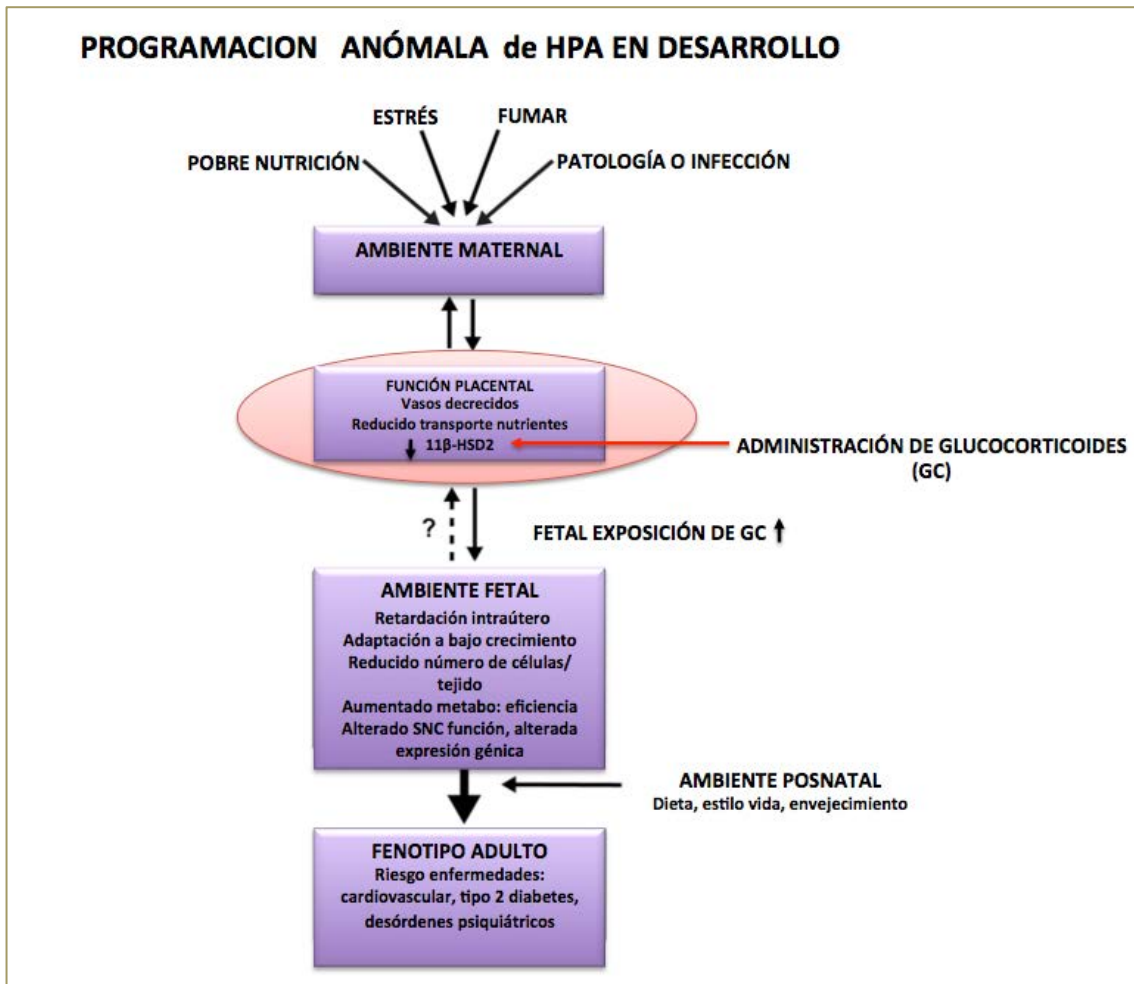 PROGRAMACION ANÓMALA de HPA EN DESARROLLO
ESTRÉS
FUMAR
POBRE NUTRICIÓN
PATOLOGÍA O INFECCIÓN
AMBIENTE MATERNAL
FUNCIÓN PLACENTAL
Vasos decrecidos
Reducido transporte nutrientes
11β-HSD2
ADMINISTRACIÓN DE GLUCOCORTICOIDES
(GC)
?
FETAL EXPOSICIÓN DE GC
AMBIENTE FETAL
Retardación intraútero
Adaptación a bajo crecimiento
Reducido número de células/
tejido
Aumentado metabo: eficiencia
Alterado SNC función, alterada
expresión génica
AMBIENTE POSNATAL
Dieta, estilo vida, envejecimiento
FENOTIPO ADULTO
Riesgo enfermedades:
cardiovascular, tipo 2 diabetes,
desórdenes psiquiátricos